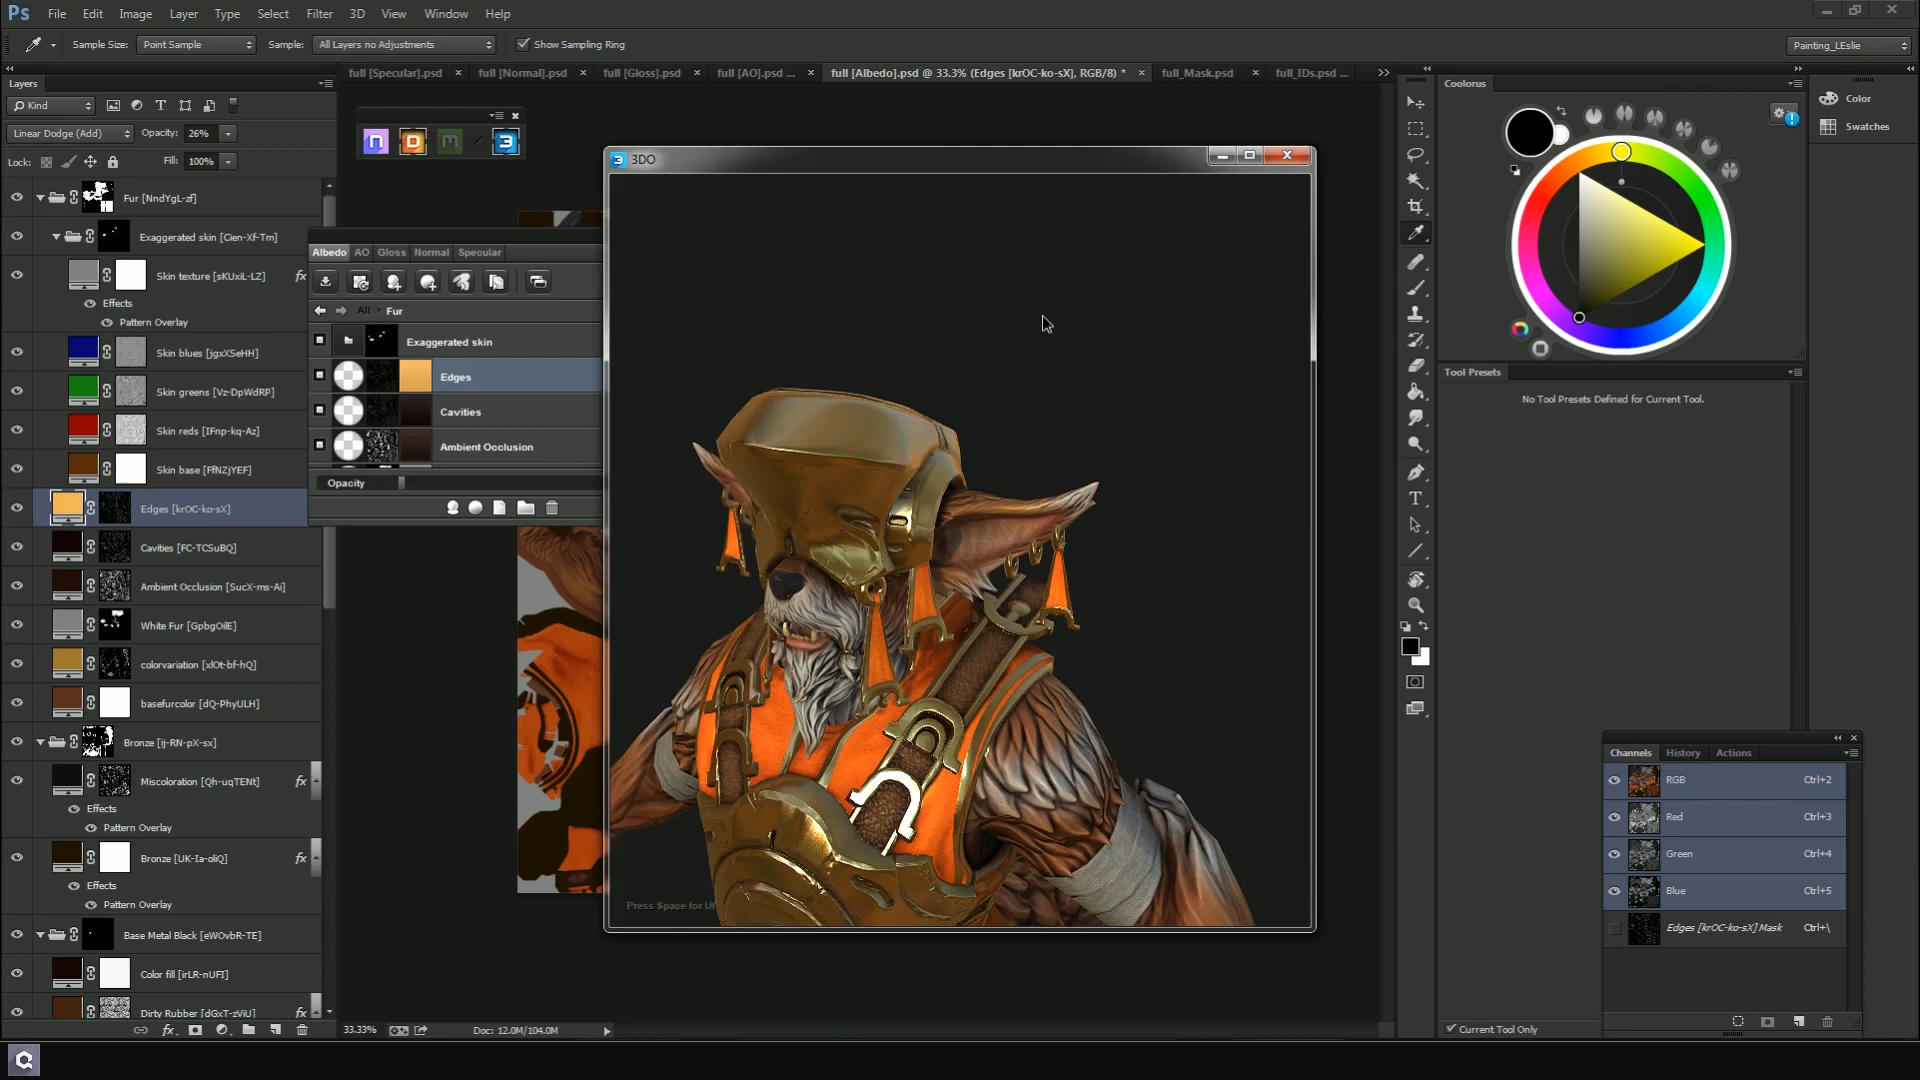 Ps File Edit Image Layer Type Select Filter 3D View Window Help
Sample Size: Point Sample Sample: All Layers no Adjustments Show Sampling Ring Painting_LEslie
full [Specular].psd × full [Normal].psd × full [Gloss].psd × full [AO].psd ... × full [Albedo].psd @ 33.3% (Edges [krOC-ko-sX], RGB/8) * × full_Mask.psd × full_IDs.psd ...
Layers
Kind
Linear Dodge (Add) Opacity: 26%
Lock: Fill: 100%
Fur [NndYgL-zf]
Exaggerated skin [Cien-Xf-Tm]
Skin texture [sKUxiL-LZ] fx
Effects
Pattern Overlay
Skin blues [jgxXSeHH]
Skin greens [Vz-DpWdRP]
Skin reds [IFnp-kq-Az]
Skin base [FfNZjYEF]
Edges [krOC-ko-sX]
Cavities [FC-TCSuBQ]
Ambient Occlusion [SucX-ms-Ai]
White Fur [GpbgOilE]
colorvariation [xlOt-bf-hQ]
basefurcolor [dQ-PhyULH]
Bronze [ij-RN-pX-sx]
Miscoloration [Qh-uqTENt] fx
Effects
Pattern Overlay
Bronze [UK-Ia-oliQ] fx
Effects
Pattern Overlay
Base Metal Black [eWOvbR-TE]
Color fill [irLR-nUFI]
Dirty Rubber [dGxT-zViU] fx
fx
n D m 3
Albedo AO Gloss Normal Specular
All Fur
Exaggerated skin
Edges
Cavities
Ambient Occlusion
Opacity
3 3DO
Press Space for UI
33.33% Doc: 12.0M/104.0M
Coolorus
Color
Swatches
Tool Presets
No Tool Presets Defined for Current Tool.
Current Tool Only
Channels History Actions
RGB Ctrl+2
Red Ctrl+3
Green Ctrl+4
Blue Ctrl+5
Edges [krOC-ko-sX] Mask Ctrl+\